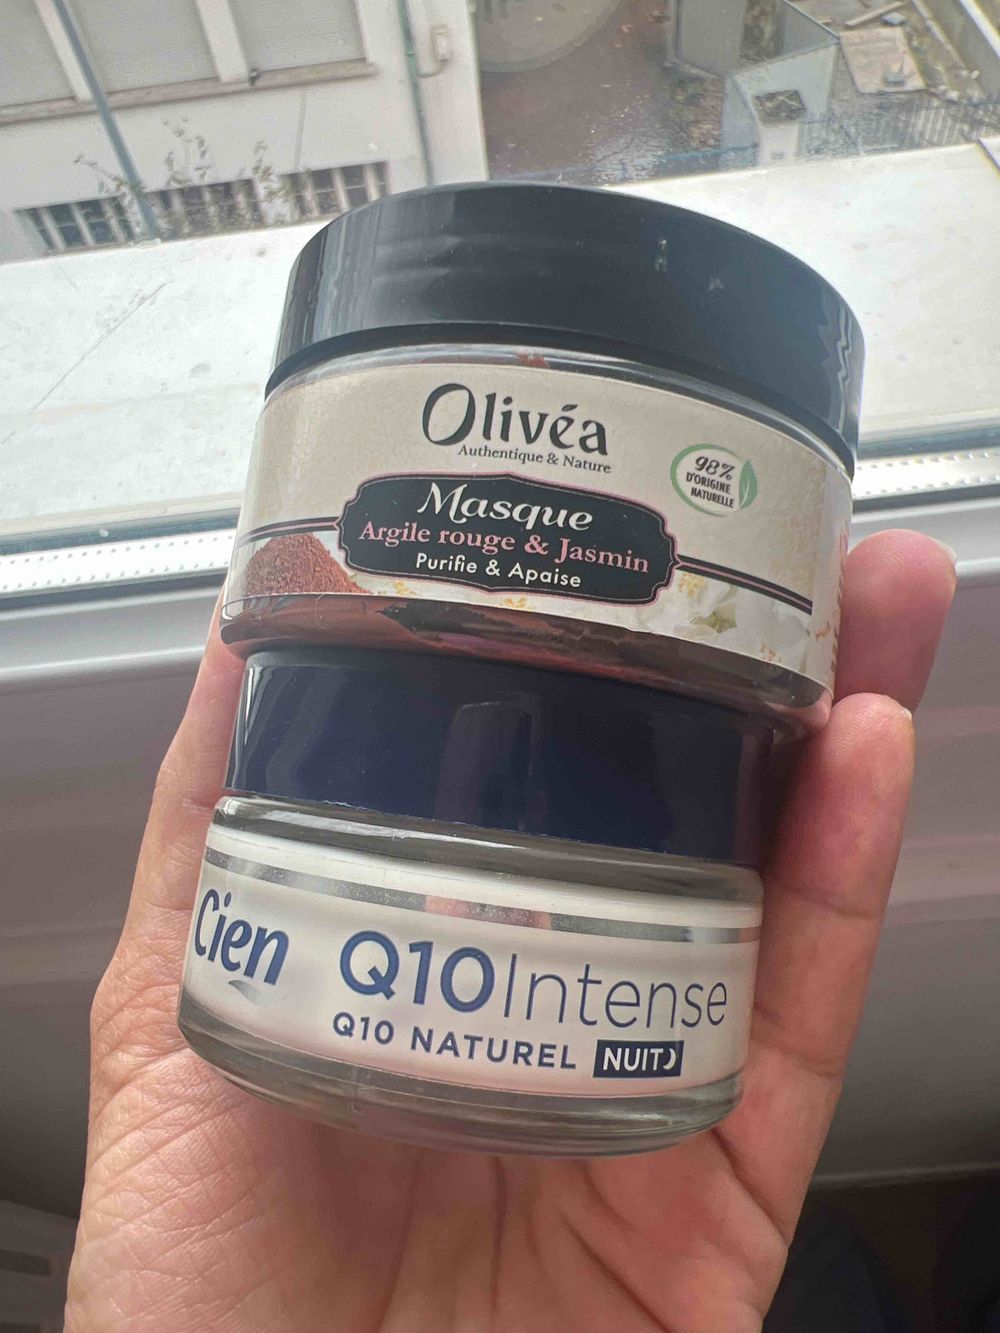 Olivéa
Authentique & Nature
98%
D'ORIGINE
NATURELLE
Masque
Argile rouge & Jasmin
Purifie & Apaise
Cien
Q10Intense
Q10 NATUREL NUIT